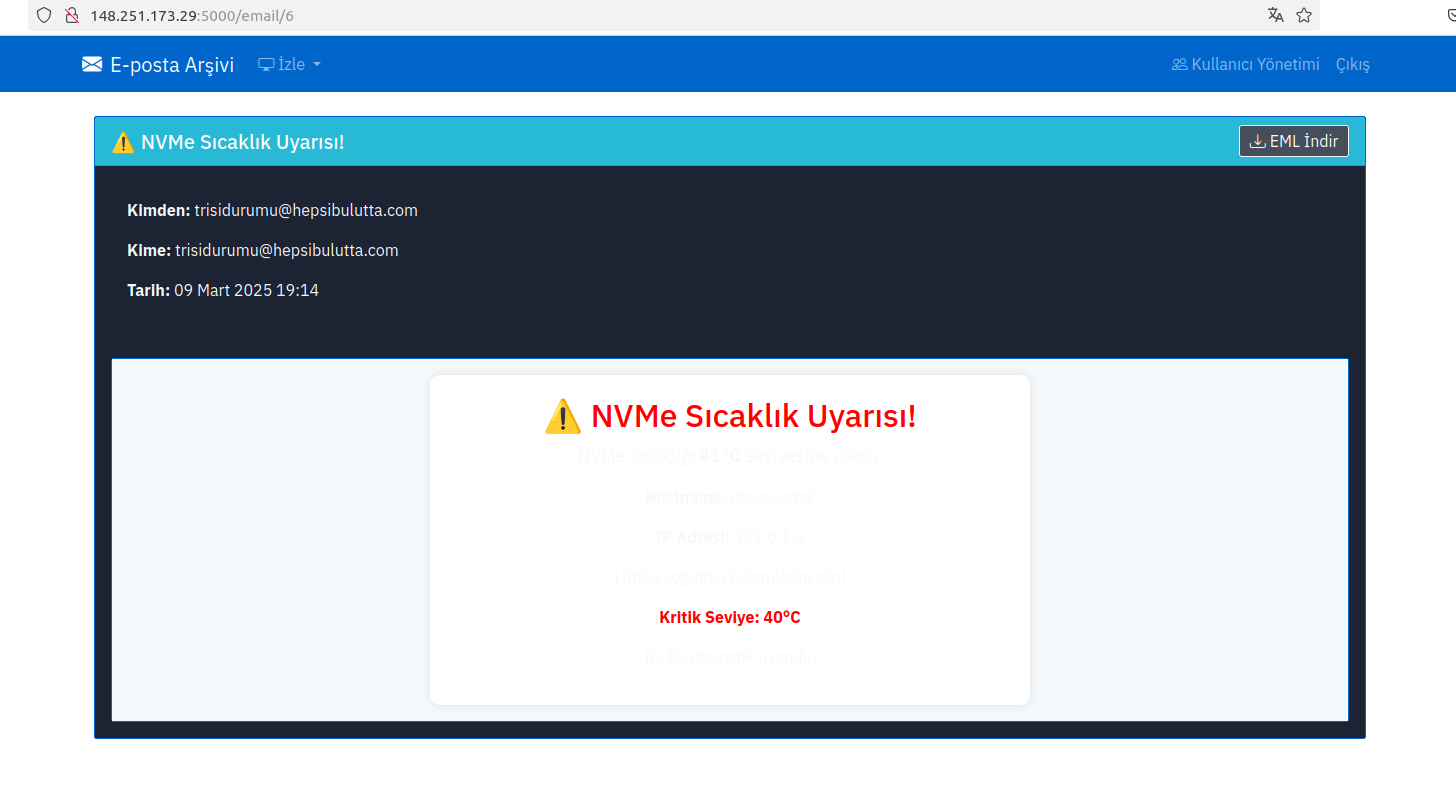 148.251.173.29:5000/email/6
E-posta Arşivi İzle Kullanıcı Yönetimi Çıkış
⚠️ NVMe Sıcaklık Uyarısı! EML İndir
Kimden: trisidurumu@hepsibulutta.com
Kime: trisidurumu@hepsibulutta.com
Tarih: 09 Mart 2025 19:14
⚠️ NVMe Sıcaklık Uyarısı!
NVMe sıcaklığı 41°C seviyesine ulaştı.
Hostname: observertr2
IP Adresi: 127.0.1.1
Lütfen soğutma önlemlerini alın!
Kritik Seviye: 40°C
Bu bir otomatik uyarıdır.